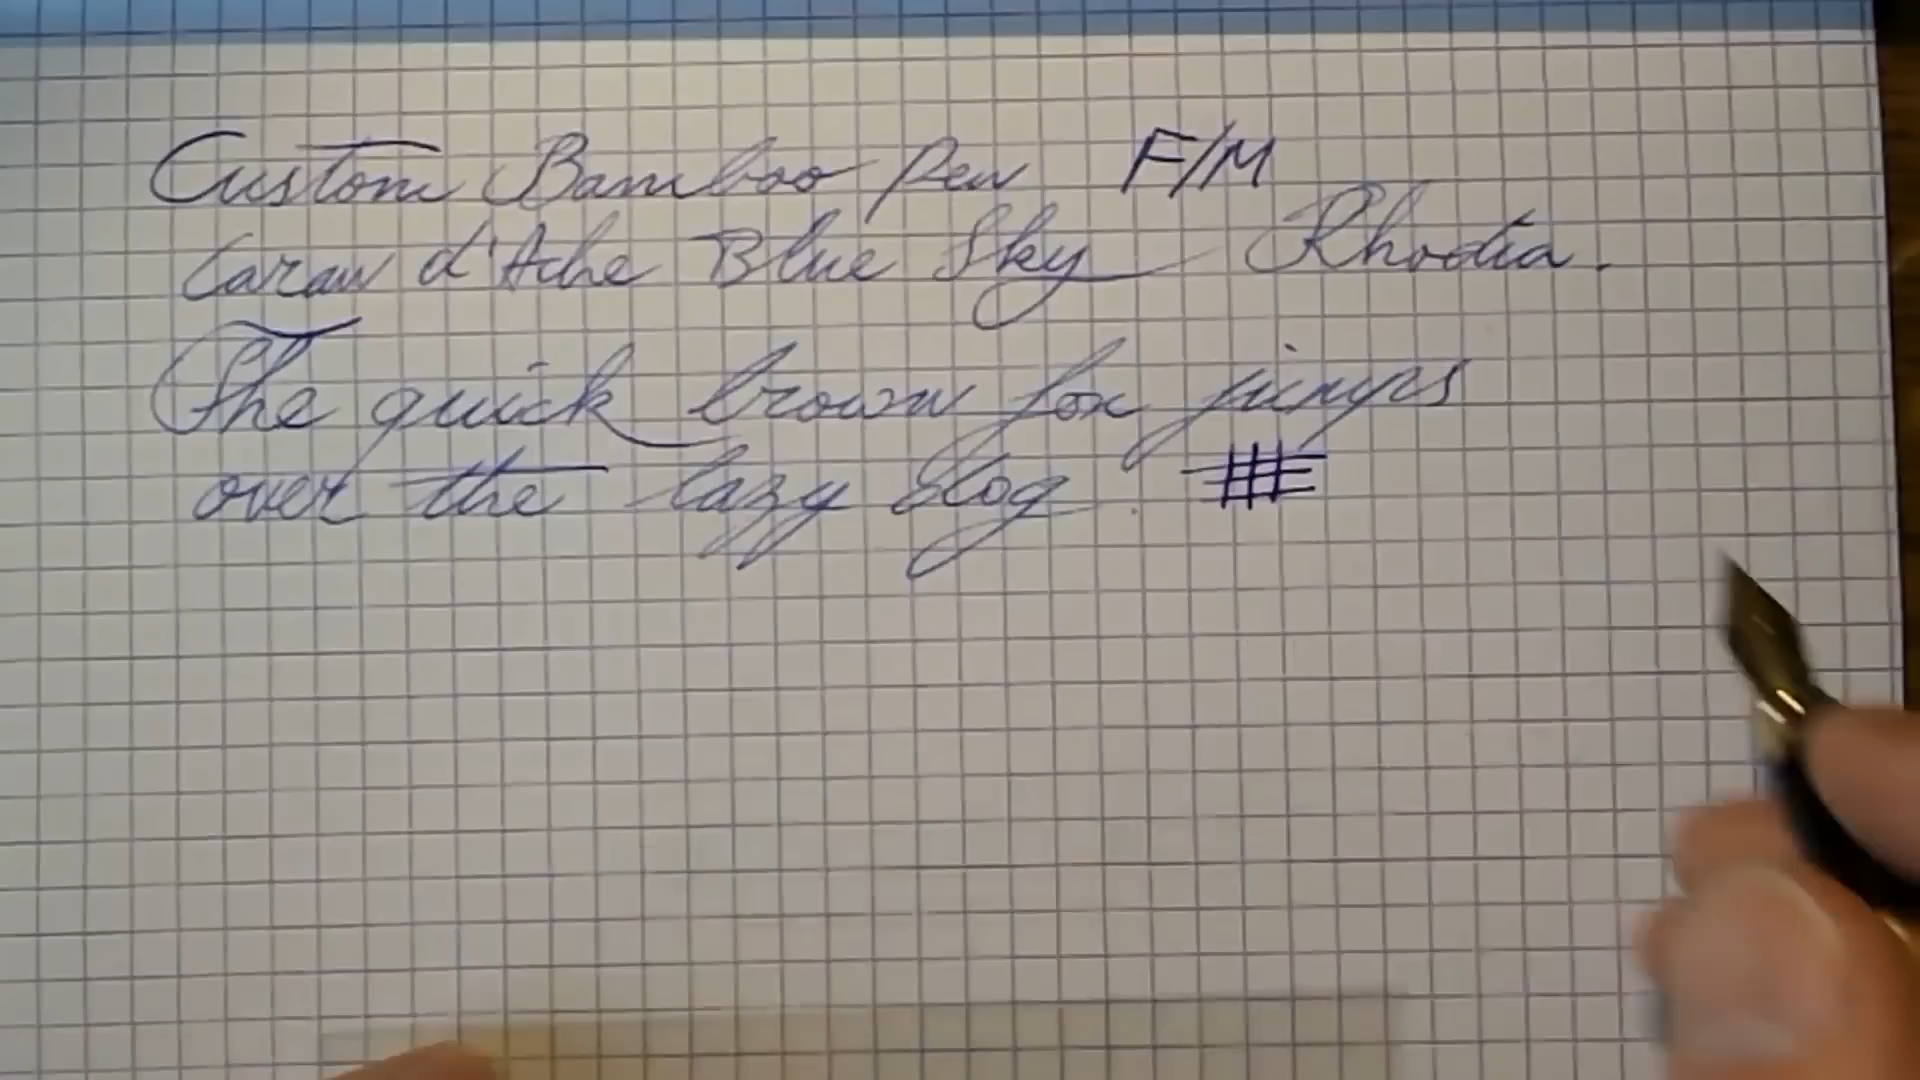 Custom Bamboo Pen F/M
Caran d'Ache Blue Sky Rhodia.
The quick brown fox jumps
over the lazy dog.